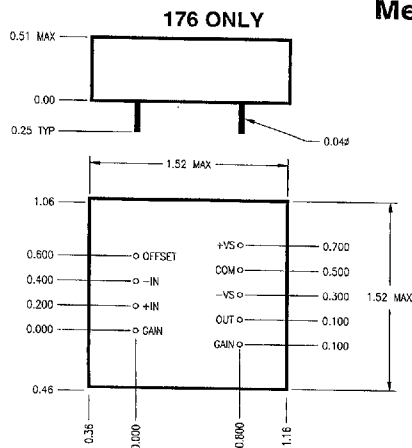 176 ONLY
Me
0.51 MAX
0.00
0.25 TYP
0.04ø
1.52 MAX
1.06
0.600
OFFSET
+VS
0.700
0.400
-IN
COM
0.500
0.200
+IN
-VS
0.300
1.52 MAX
0.000
GAIN
OUT
0.100
GAIN
0.100
0.46
0.36
0.000
0.800
1.16